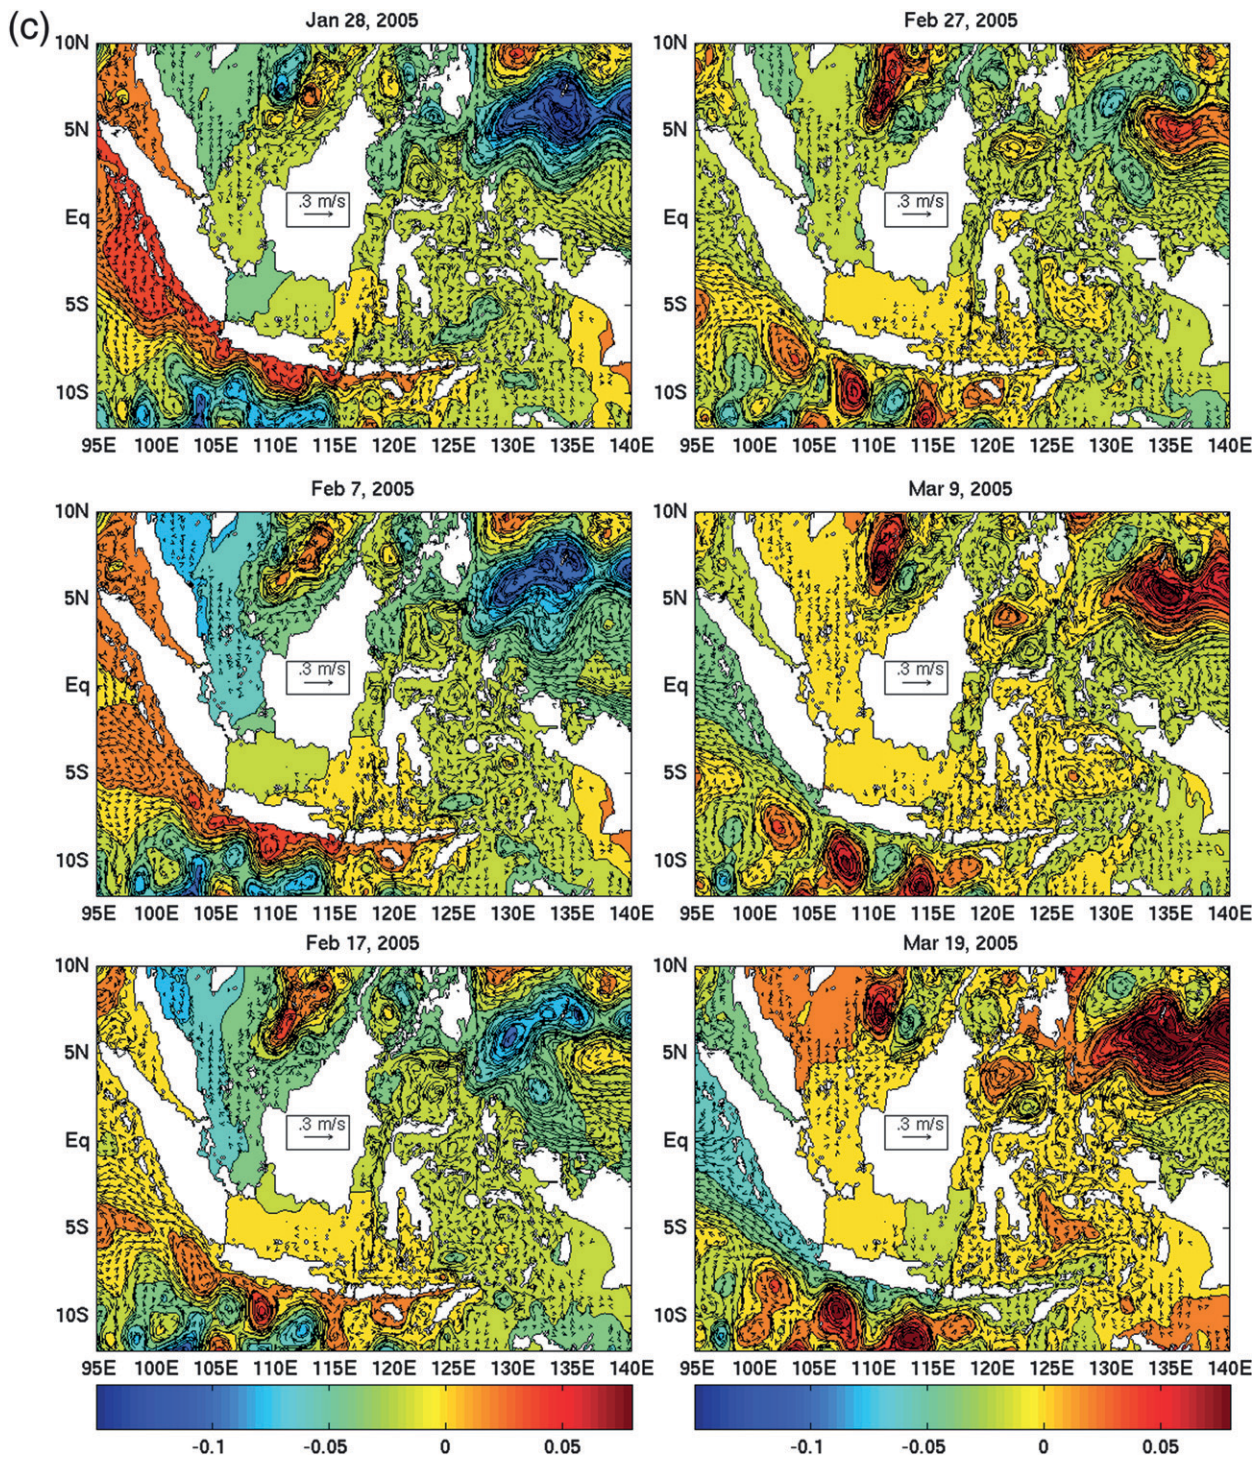 (c)
Jan 28, 2005
Feb 27, 2005
10N
5N
Eq
5S
10S
.3 m/s
95E 100E 105E 110E 115E 120E 125E 130E 135E 140E
10N
5N
Eq
5S
10S
.3 m/s
95E 100E 105E 110E 115E 120E 125E 130E 135E 140E
Feb 7, 2005
Mar 9, 2005
10N
5N
Eq
5S
10S
.3 m/s
95E 100E 105E 110E 115E 120E 125E 130E 135E 140E
10N
5N
Eq
5S
10S
.3 m/s
95E 100E 105E 110E 115E 120E 125E 130E 135E 140E
Feb 17, 2005
Mar 19, 2005
10N
5N
Eq
5S
10S
.3 m/s
95E 100E 105E 110E 115E 120E 125E 130E 135E 140E
10N
5N
Eq
5S
10S
.3 m/s
95E 100E 105E 110E 115E 120E 125E 130E 135E 140E
-0.1 -0.05 0 0.05
-0.1 -0.05 0 0.05